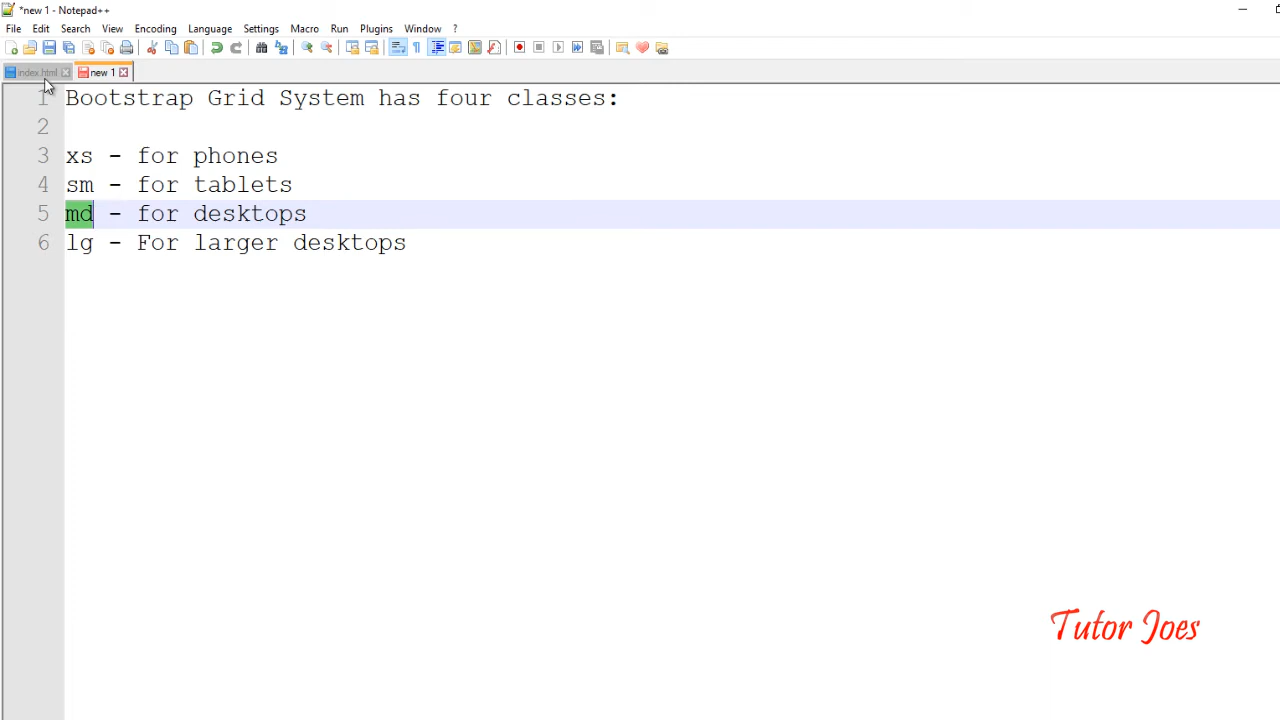 *new 1 - Notepad++
File Edit Search View Encoding Language Settings Macro Run Plugins Window ?
index.html new 1
1 Bootstrap Grid System has four classes:
2
3 xs - for phones
4 sm - for tablets
5 md - for desktops
6 lg - For larger desktops
Tutor Joes